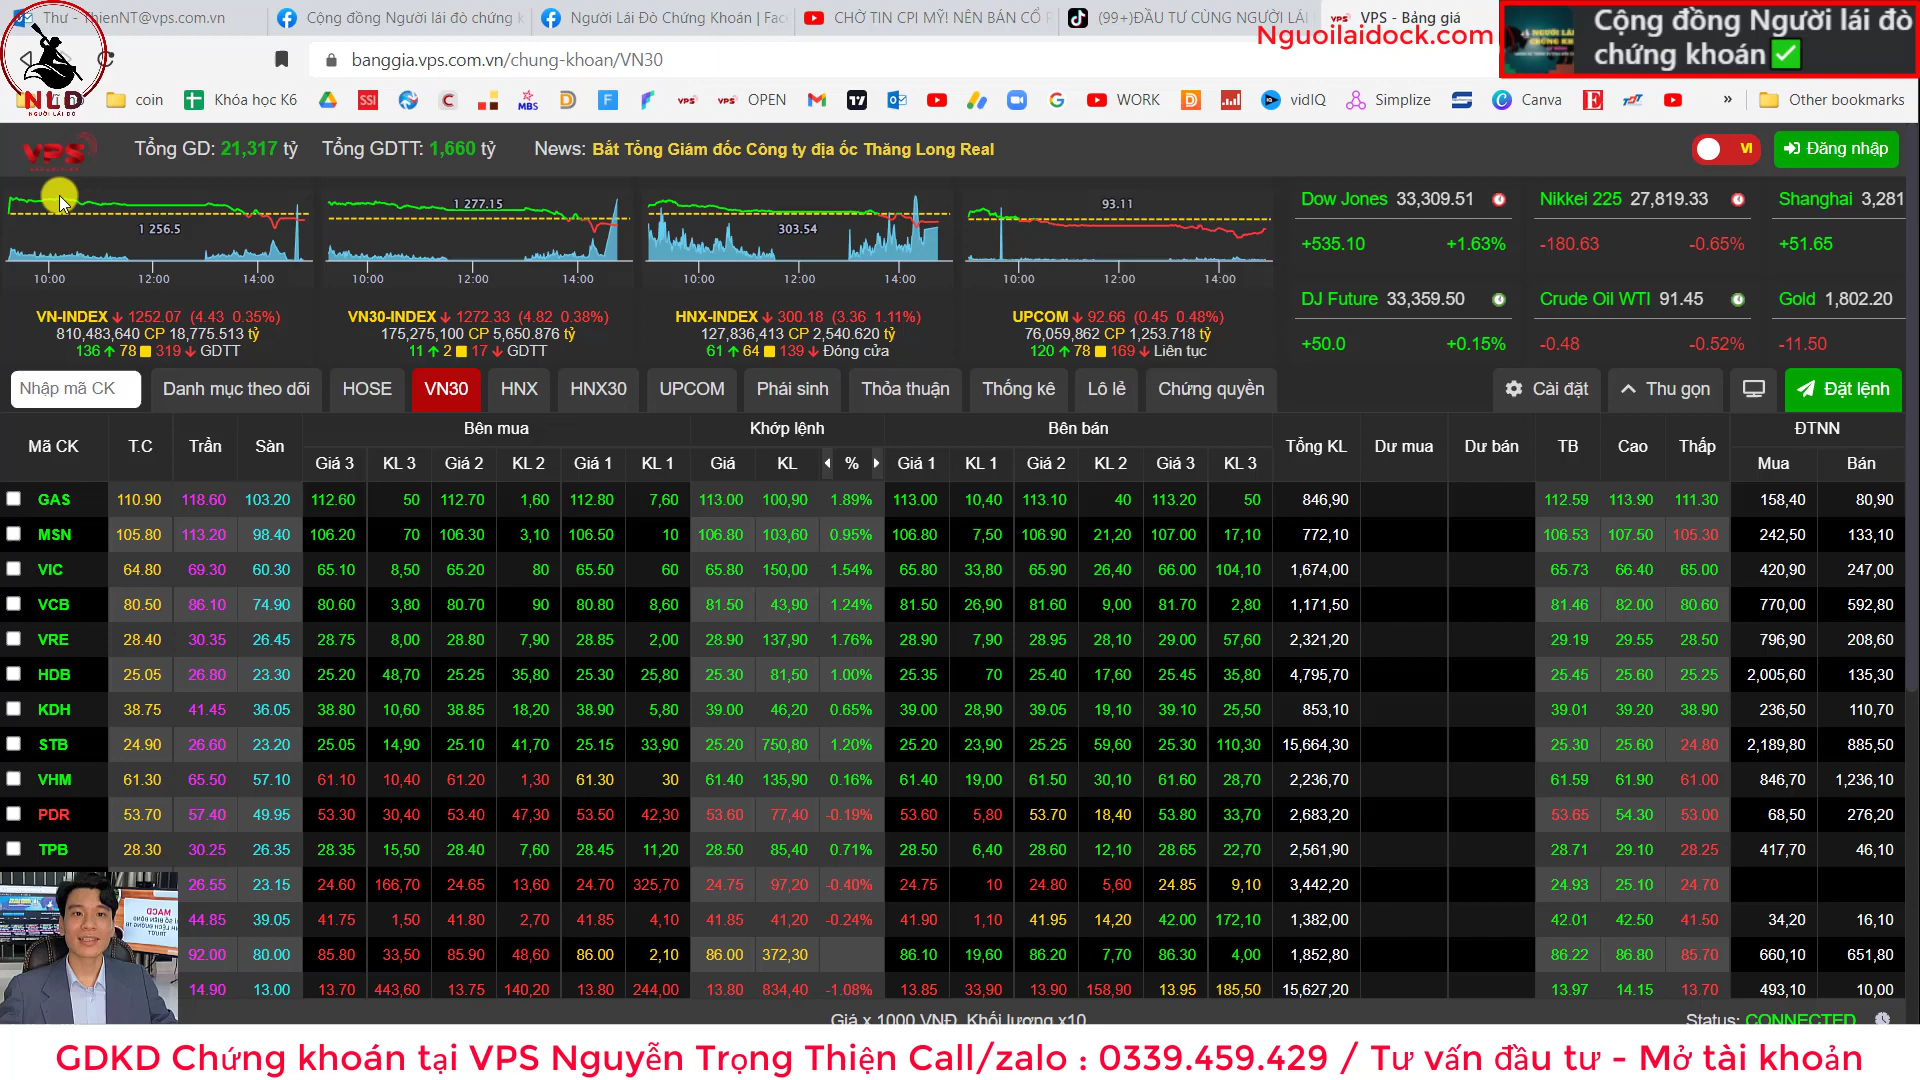 Thư - ThienNT@vps.com.vn
Cộng đồng Người lái đò chứng k
Người Lái Đò Chứng Khoán | Fac
CHỜ TIN CPI MỸ! NÊN BÁN CỔ P
(99+)ĐẦU TƯ CÙNG NGƯỜI LÁI
VPS - Bảng giá
Nguoilaidock.com
Cộng đồng Người lái đò
chứng khoán
banggia.vps.com.vn/chung-khoan/VN30
NLD
NGƯỜI LÁI ĐÒ
coin
Khóa học K6
OPEN
WORK
vidIQ
Simplize
Canva
Other bookmarks
VPS
Tổng GD: 21,317 tỷ
Tổng GDTT: 1,660 tỷ
News: Bắt Tổng Giám đốc Công ty địa ốc Thăng Long Real
VI
Đăng nhập
1 256.5
10:00 12:00 14:00
VN-INDEX 1252.07 (4.43 0.35%)
810,483,640 CP 18,775.513 tỷ
136 78 319 GDTT
1 277.15
10:00 12:00 14:00
VN30-INDEX 1272.33 (4.82 0.38%)
175,275,100 CP 5,650.876 tỷ
11 2 17 GDTT
303.54
10:00 12:00 14:00
HNX-INDEX 300.18 (3.36 1.11%)
127,836,413 CP 2,540.620 tỷ
61 64 139 Đóng cửa
93.11
10:00 12:00 14:00
UPCOM 92.66 (0.45 0.48%)
76,059,862 CP 1,253.718 tỷ
120 78 169 Liên tục
Dow Jones 33,309.51
+535.10 +1.63%
Nikkei 225 27,819.33
-180.63 -0.65%
Shanghai 3,281
+51.65
DJ Future 33,359.50
+50.0 +0.15%
Crude Oil WTI 91.45
-0.48 -0.52%
Gold 1,802.20
-11.50
Nhập mã CK Danh mục theo dõi HOSE VN30 HNX HNX30 UPCOM Phái sinh Thỏa thuận Thống kê Lô lẻ Chứng quyền Cài đặt Thu gọn Đặt lệnh
Mã CK T.C Trần Sàn Bên mua Khớp lệnh Bên bán Tổng KL Dư mua Dư bán TB Cao Thấp ĐTNN
Giá 3 KL 3 Giá 2 KL 2 Giá 1 KL 1 Giá KL % Giá 1 KL 1 Giá 2 KL 2 Giá 3 KL 3 Mua Bán
GAS 110.90 118.60 103.20 112.60 50 112.70 1,60 112.80 7,60 113.00 100,90 1.89% 113.00 10,40 113.10 40 113.20 50 846,90 112.59 113.90 111.30 158,40 80,90
MSN 105.80 113.20 98.40 106.20 70 106.30 3,10 106.50 10 106.80 103,60 0.95% 106.80 7,50 106.90 21,20 107.00 17,10 772,10 106.53 107.50 105.30 242,50 133,10
VIC 64.80 69.30 60.30 65.10 8,50 65.20 80 65.50 60 65.80 150,00 1.54% 65.80 33,80 65.90 26,40 66.00 104,10 1,674,00 65.73 66.40 65.00 420,90 247,00
VCB 80.50 86.10 74.90 80.60 3,80 80.70 90 80.80 8,60 81.50 43,90 1.24% 81.50 26,90 81.60 9,00 81.70 2,80 1,171,50 81.46 82.00 80.60 770,00 592,80
VRE 28.40 30.35 26.45 28.75 8,00 28.80 7,90 28.85 2,00 28.90 137,90 1.76% 28.90 7,90 28.95 28,10 29.00 57,60 2,321,20 29.19 29.55 28.50 796,90 208,60
HDB 25.05 26.80 23.30 25.20 48,70 25.25 35,80 25.30 25,80 25.30 81,50 1.00% 25.35 70 25.40 17,60 25.45 35,80 4,795,70 25.45 25.60 25.25 2,005,60 135,30
KDH 38.75 41.45 36.05 38.80 10,60 38.85 18,20 38.90 5,80 39.00 46,20 0.65% 39.00 28,90 39.05 19,10 39.10 25,50 853,10 39.01 39.20 38.90 236,50 110,70
STB 24.90 26.60 23.20 25.05 14,90 25.10 41,70 25.15 33,90 25.20 750,80 1.20% 25.20 23,90 25.25 59,60 25.30 110,30 15,664,30 25.30 25.60 24.80 2,189,80 885,50
VHM 61.30 65.50 57.10 61.10 10,40 61.20 1,30 61.30 30 61.40 135,90 0.16% 61.40 19,00 61.50 30,10 61.60 28,70 2,236,70 61.59 61.90 61.00 846,70 1,236,10
PDR 53.70 57.40 49.95 53.30 30,40 53.40 47,30 53.50 42,30 53.60 77,40 -0.19% 53.60 5,80 53.70 18,40 53.80 33,70 2,683,20 53.65 54.30 53.00 68,50 276,20
TPB 28.30 30.25 26.35 28.35 15,50 28.40 7,60 28.45 11,20 28.50 85,40 0.71% 28.50 6,40 28.60 12,10 28.65 22,70 2,561,90 28.71 29.10 28.25 417,70 46,10
26.55 23.15 24.60 166,70 24.65 13,60 24.70 325,70 24.75 97,20 -0.40% 24.75 10 24.80 5,60 24.85 9,10 3,442,20 24.93 25.10 24.70
44.85 39.05 41.75 1,50 41.80 2,70 41.85 4,10 41.85 41,20 -0.24% 41.90 1,10 41.95 14,20 42.00 172,10 1,382,00 42.01 42.50 41.50 34,20 16,10
92.00 80.00 85.80 33,50 85.90 48,60 86.00 2,10 86.00 372,30 86.10 19,60 86.20 7,70 86.30 4,00 1,852,80 86.22 86.80 85.70 660,10 651,80
14.90 13.00 13.70 443,60 13.75 140,20 13.80 244,00 13.80 834,40 -1.08% 13.85 33,90 13.90 158,90 13.95 185,50 15,627,20 13.97 14.15 13.70 493,10 10,00
Giá x 1000 VNĐ. Khối lượng x10
Status: CONNECTED
GDKD Chứng khoán tại VPS Nguyễn Trọng Thiện Call/zalo : 0339.459.429 / Tư vấn đầu tư - Mở tài khoản